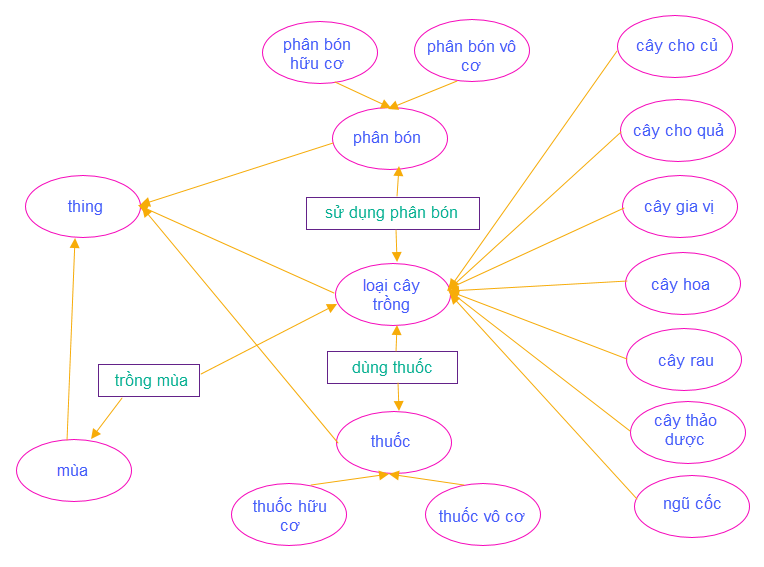 phân bón
hữu cơ
phân bón vô
cơ
cây cho củ
phân bón
cây cho quả
thing
sử dụng phân bón
cây gia vị
loại cây
trồng
cây hoa
trồng mùa
dùng thuốc
cây rau
mùa
thuốc
cây thảo
dược
thuốc hữu
cơ
thuốc vô cơ
ngũ cốc